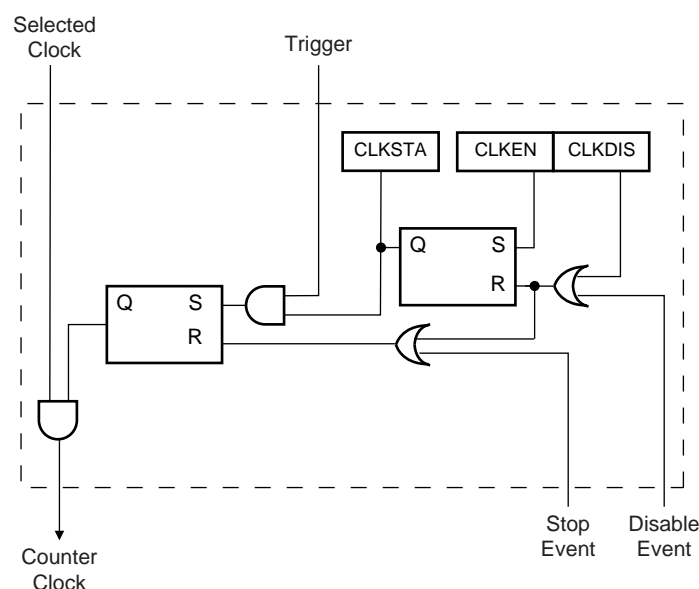 Selected
Clock
Trigger
CLKSTA
CLKEN
CLKDIS
Q
S
R
Q
S
R
Stop
Event
Disable
Event
Counter
Clock